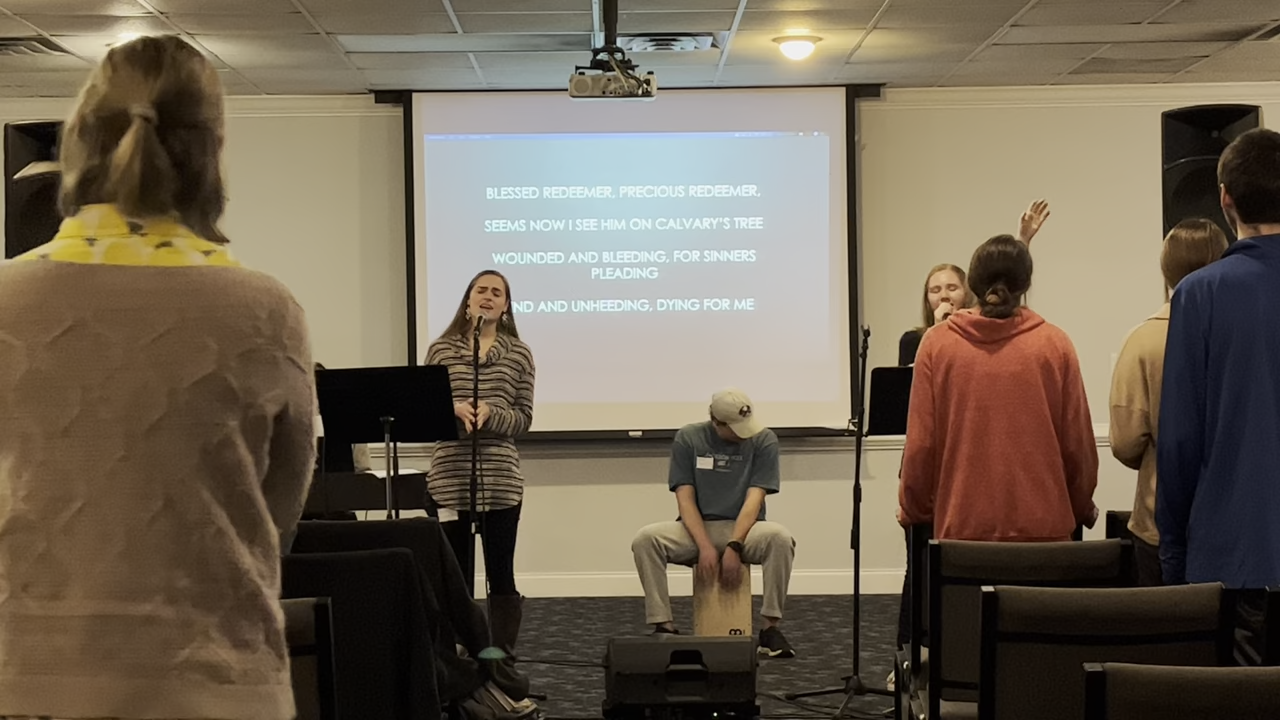 BLESSED REDEEMER, PRECIOUS REDEEMER,
SEEMS NOW I SEE HIM ON CALVARY'S TREE
WOUNDED AND BLEEDING, FOR SINNERS
PLEADING
AND UNHEEDING, DYING FOR ME